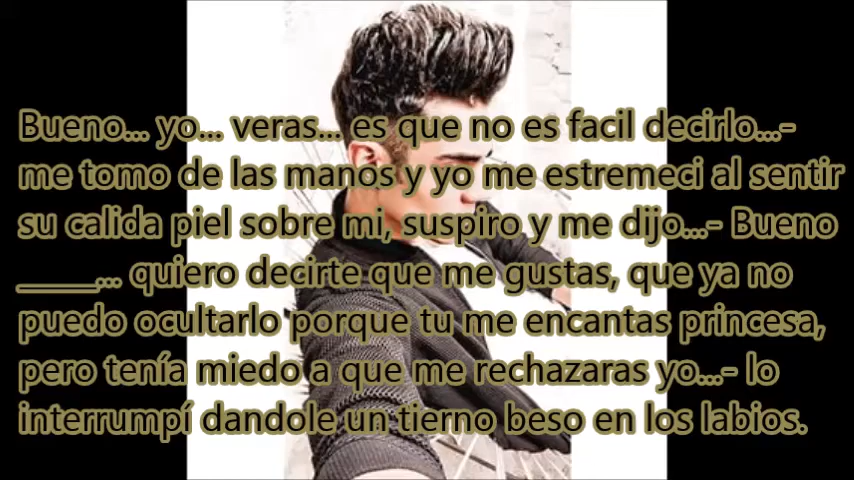 Bueno... yo... veras... es que no es facil decirlo...-
me tomo de las manos y yo me estremeci al sentir
su calida piel sobre mi, suspiro y me dijo...- Bueno
_____... quiero decirte que me gustas, que ya no
puedo ocultarlo porque tu me encantas princesa,
pero tenía miedo a que me rechazaras yo...- lo
interrumpí dandole un tierno beso en los labios.